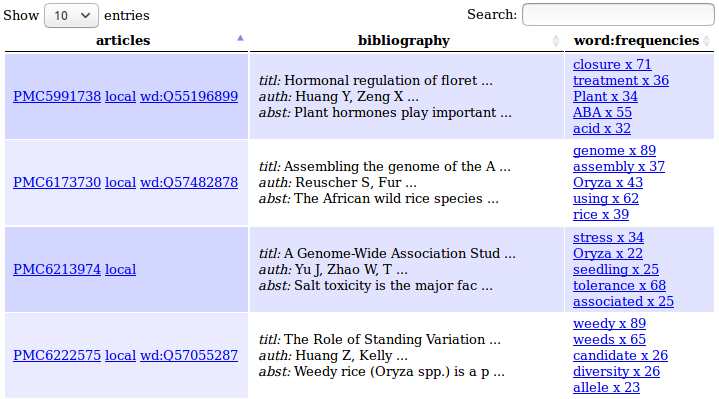 Show 10 entries Search:
articles bibliography word:frequencies
PMC5991738 local wd:Q55196899
titl: Hormonal regulation of floret ...
auth: Huang Y, Zeng X ...
abst: Plant hormones play important ...
closure x 71
treatment x 36
Plant x 34
ABA x 55
acid x 32
PMC6173730 local wd:Q57482878
titl: Assembling the genome of the A ...
auth: Reuscher S, Fur ...
abst: The African wild rice species ...
genome x 89
assembly x 37
Oryza x 43
using x 62
rice x 39
PMC6213974 local
titl: A Genome-Wide Association Stud ...
auth: Yu J, Zhao W, T ...
abst: Salt toxicity is the major fac ...
stress x 34
Oryza x 22
seedling x 25
tolerance x 68
associated x 25
PMC6222575 local wd:Q57055287
titl: The Role of Standing Variation ...
auth: Huang Z, Kelly ...
abst: Weedy rice (Oryza spp.) is a p ...
weedy x 89
weeds x 65
candidate x 26
diversity x 26
allele x 23